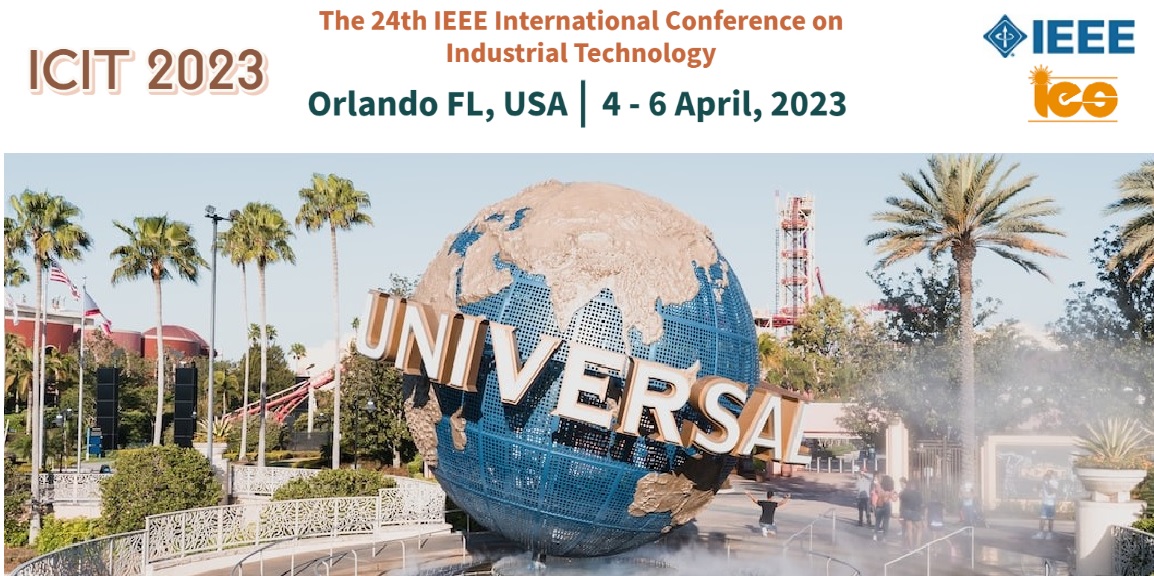 ICIT 2023
The 24th IEEE International Conference on
Industrial Technology
Orlando FL, USA | 4 - 6 April, 2023
IEEE
ies
UNIVERSAL